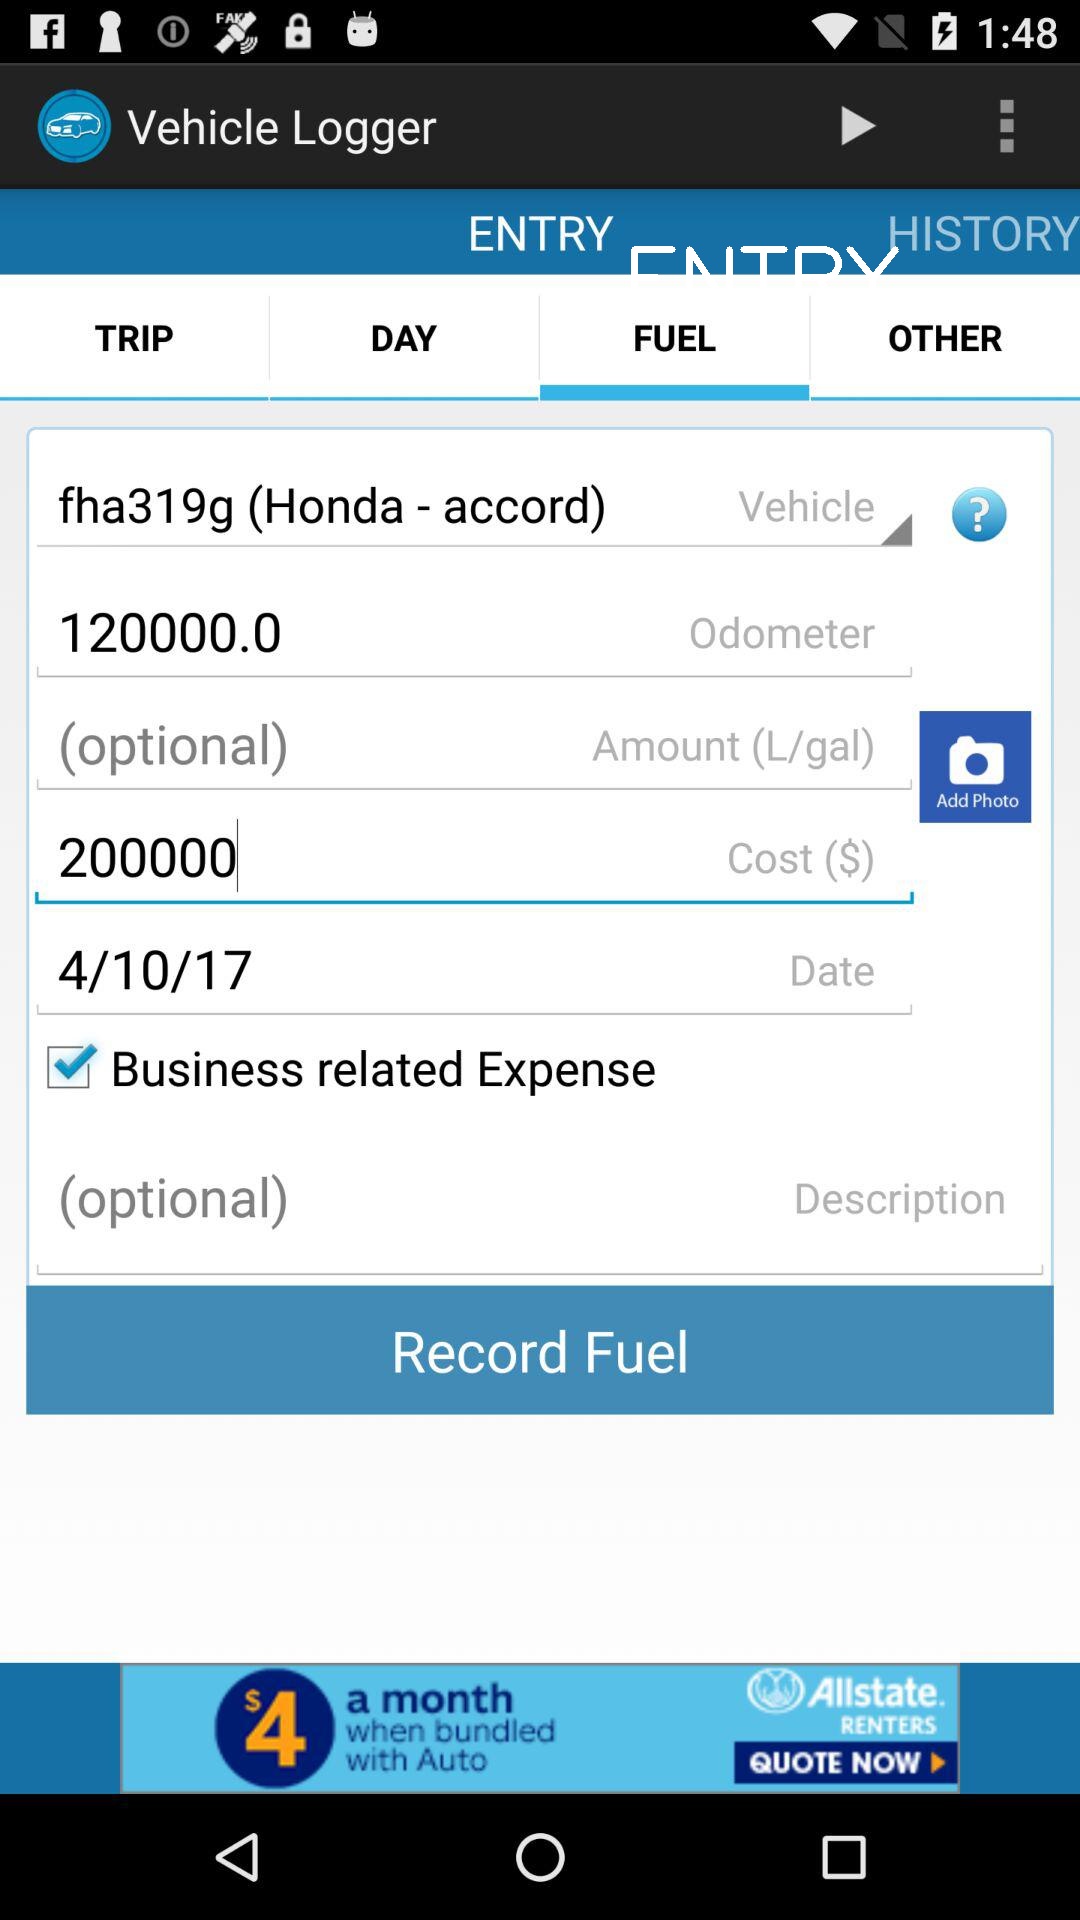 FAKE
1:48
Vehicle Logger
ENTRY HISTORY
ENTRY
TRIP DAY FUEL OTHER
fha319g (Honda - accord) Vehicle
?
120000.0 Odometer
(optional) Amount (L/gal)
Add Photo
200000 Cost ($)
4/10/17 Date
Business related Expense
(optional) Description
Record Fuel
$4 a month
when bundled
with Auto
Allstate.
RENTERS
QUOTE NOW